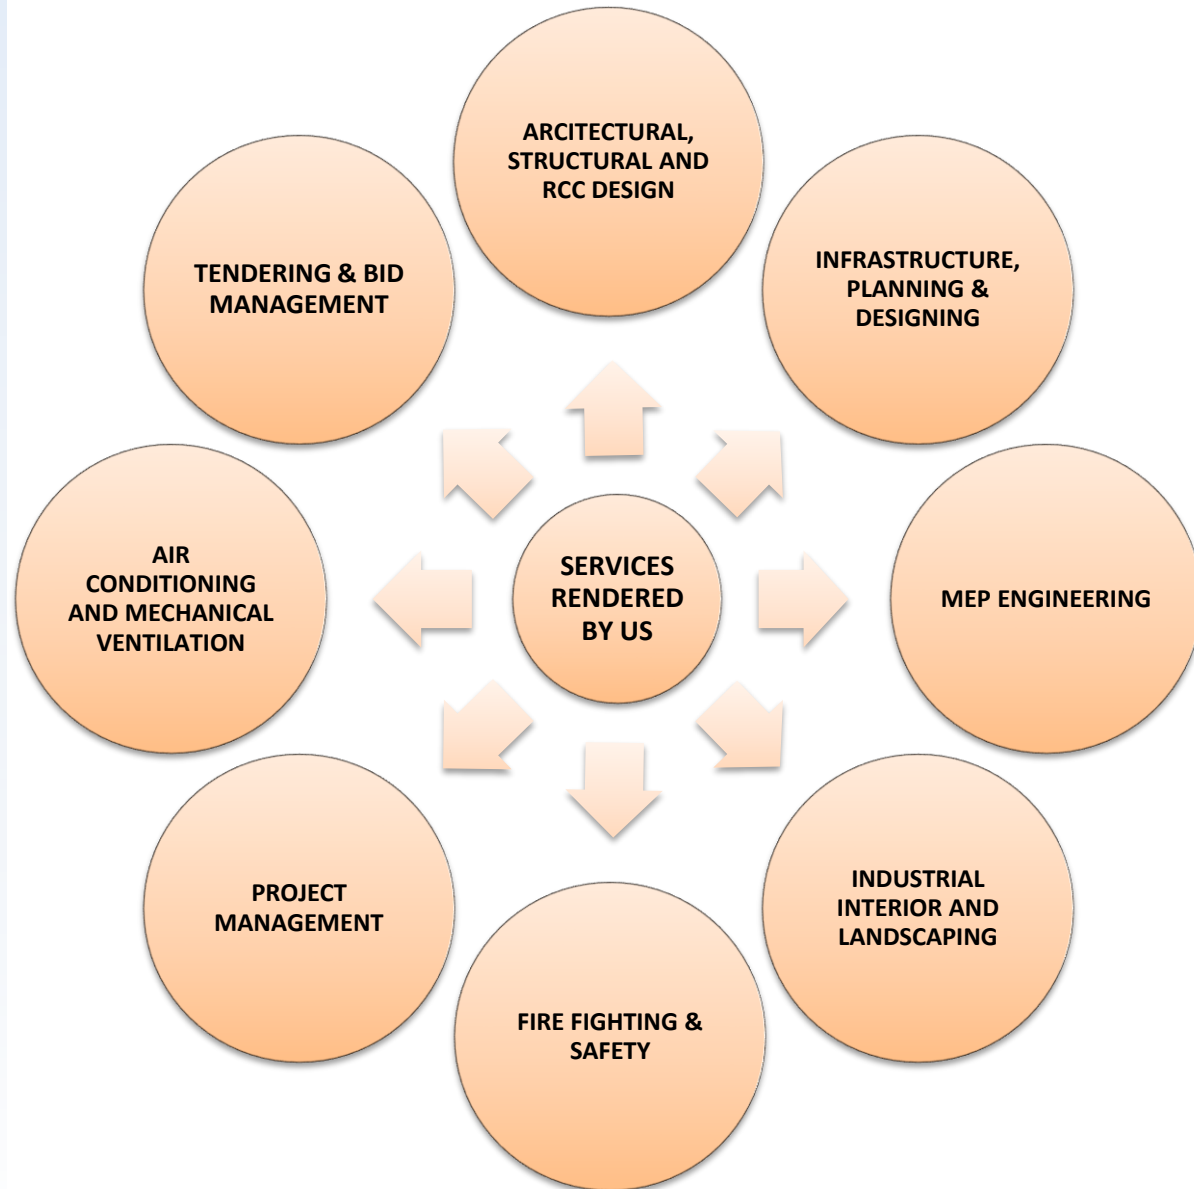 ARCITECTURAL,
STRUCTURAL AND
RCC DESIGN
INFRASTRUCTURE,
PLANNING &
DESIGNING
MEP ENGINEERING
INDUSTRIAL
INTERIOR AND
LANDSCAPING
FIRE FIGHTING &
SAFETY
PROJECT
MANAGEMENT
AIR
CONDITIONING
AND MECHANICAL
VENTILATION
TENDERING & BID
MANAGEMENT
SERVICES
RENDERED
BY US